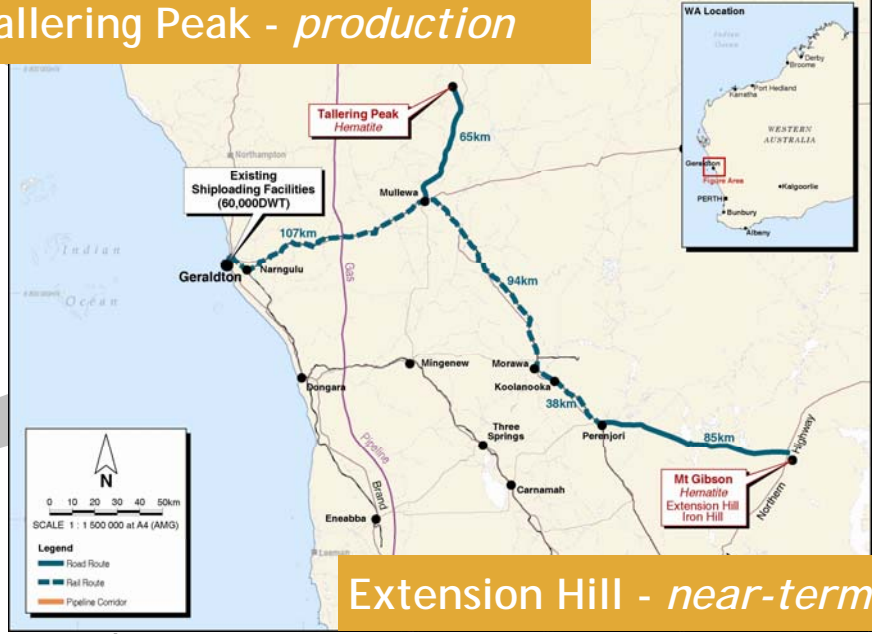 allering Peak - production
WA Location
Indian
Ocean
Derby
Broome
Port Hedland
Karratha
WESTERN
AUSTRALIA
Geraldton
Figure Area
Kalgoorlie
PERTH
Bunbury
Albany
Tallering Peak
Hematite
65km
Northampton
Existing
Shiploading Facilities
(60,000DWT)
Mullewa
107km
Indian
Ocean
Geraldton
Narngulu
Gas
94km
Mingenew
Morawa
Koolanooka
Dongara
38km
Three
Springs
Perenjori
85km
Highway
Northern
Pipeline
Brand
Carnamah
Mt Gibson
Hematite
Extension Hill
Iron Hill
Eneabba
Leeman
N
0 10 20 30 40 50km
SCALE 1 : 1 500 000 at A4 (AMG)
Legend
Road Route
Rail Route
Pipeline Corridor
Extension Hill - near-term